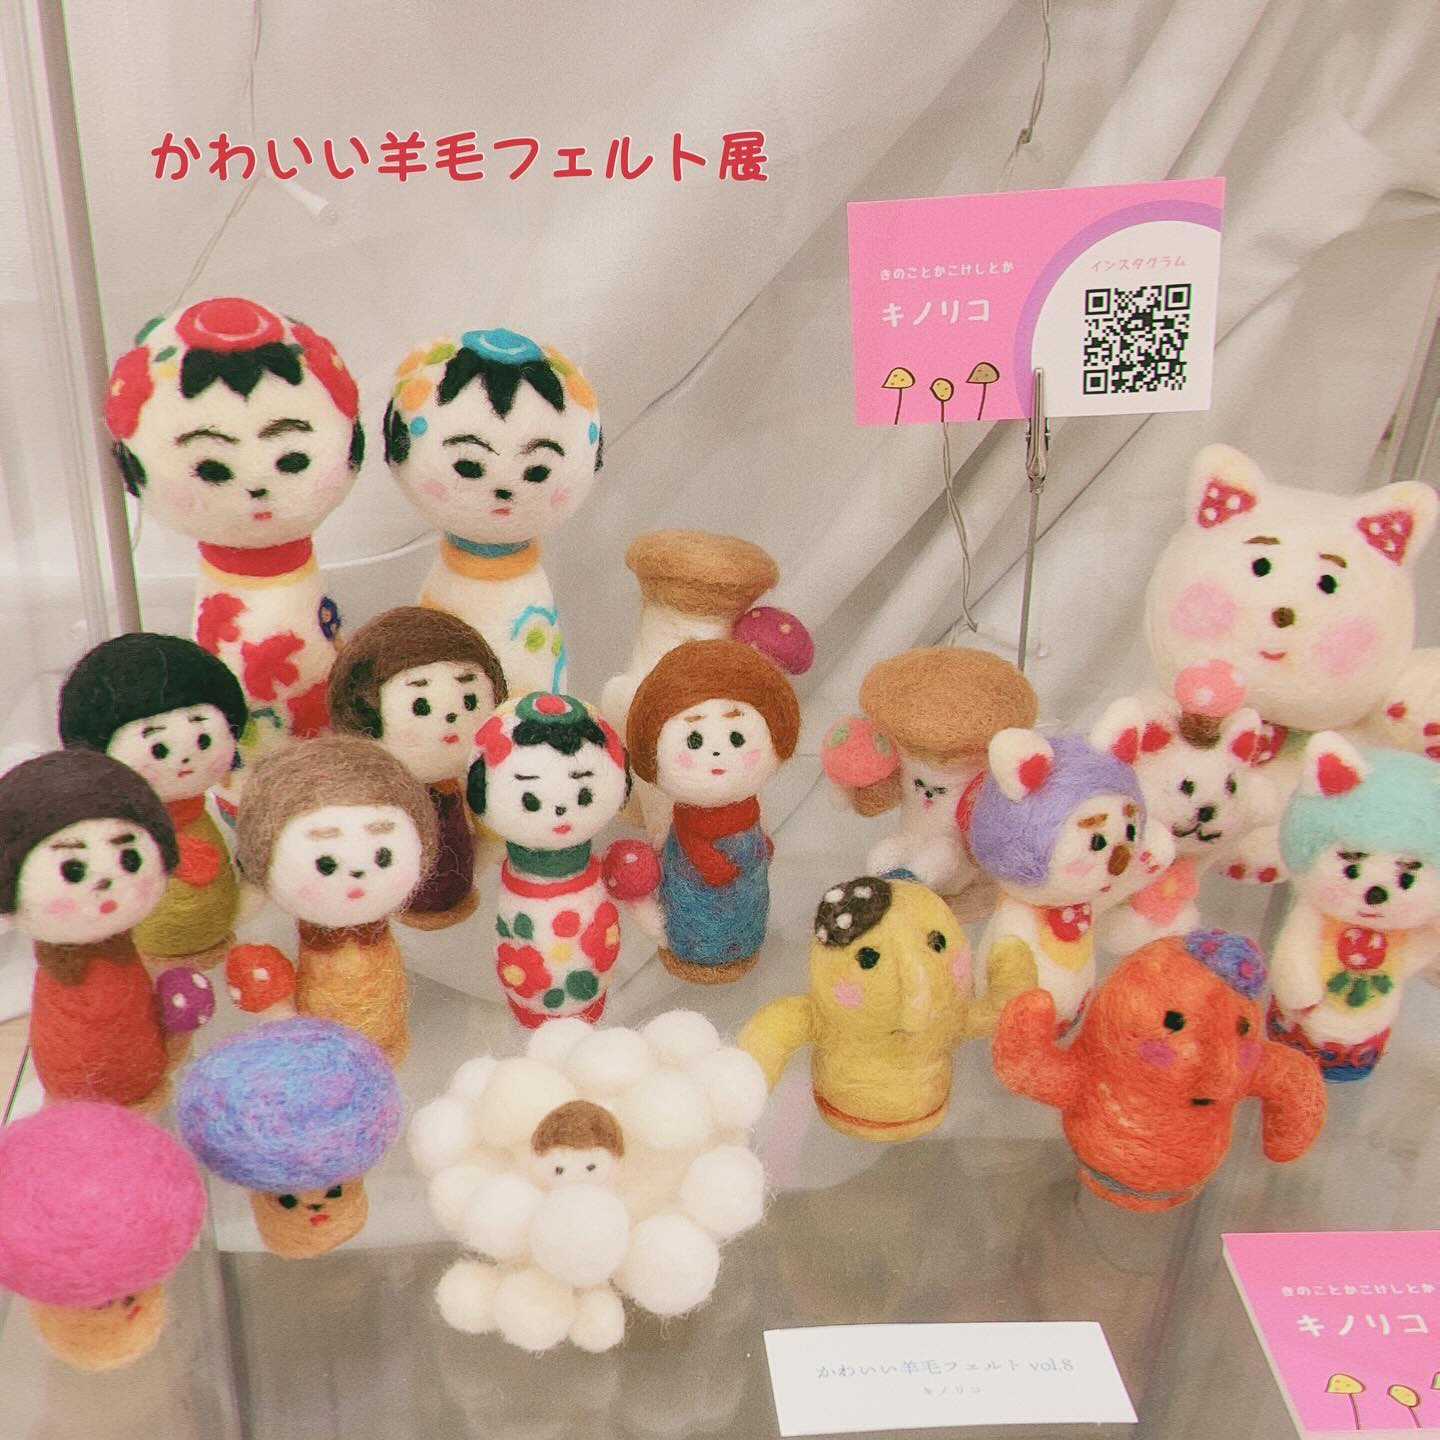 かわいい羊毛フェルト展
きのことかこけしとか
キノリコ
インスタグラム
かわいい羊毛フェルト vol.8
キノリコ
きのことかこけしとか
キノリコ